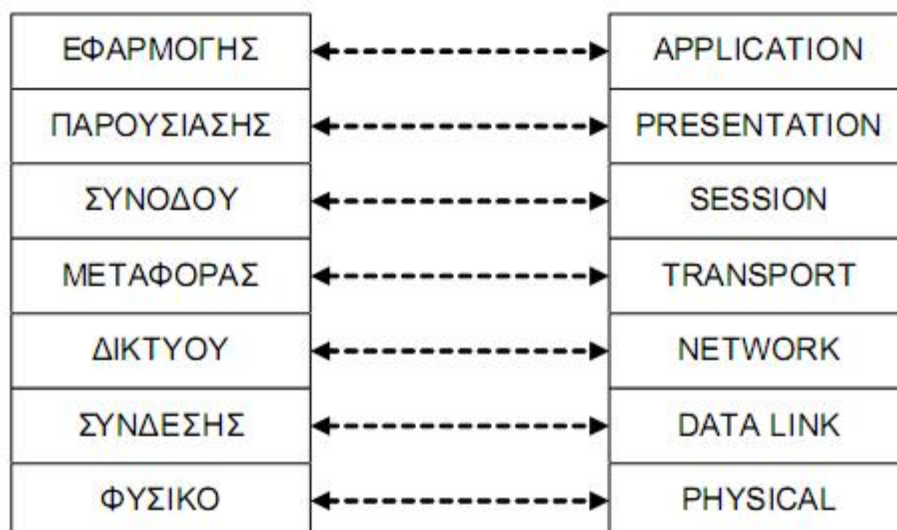 ΕΦΑΡΜΟΓΗΣ APPLICATION
ΠΑΡΟΥΣΙΑΣΗΣ PRESENTATION
ΣΥΝΟΔΟΥ SESSION
ΜΕΤΑΦΟΡΑΣ TRANSPORT
ΔΙΚΤΥΟΥ NETWORK
ΣΥΝΔΕΣΗΣ DATA LINK
ΦΥΣΙΚΟ PHYSICAL